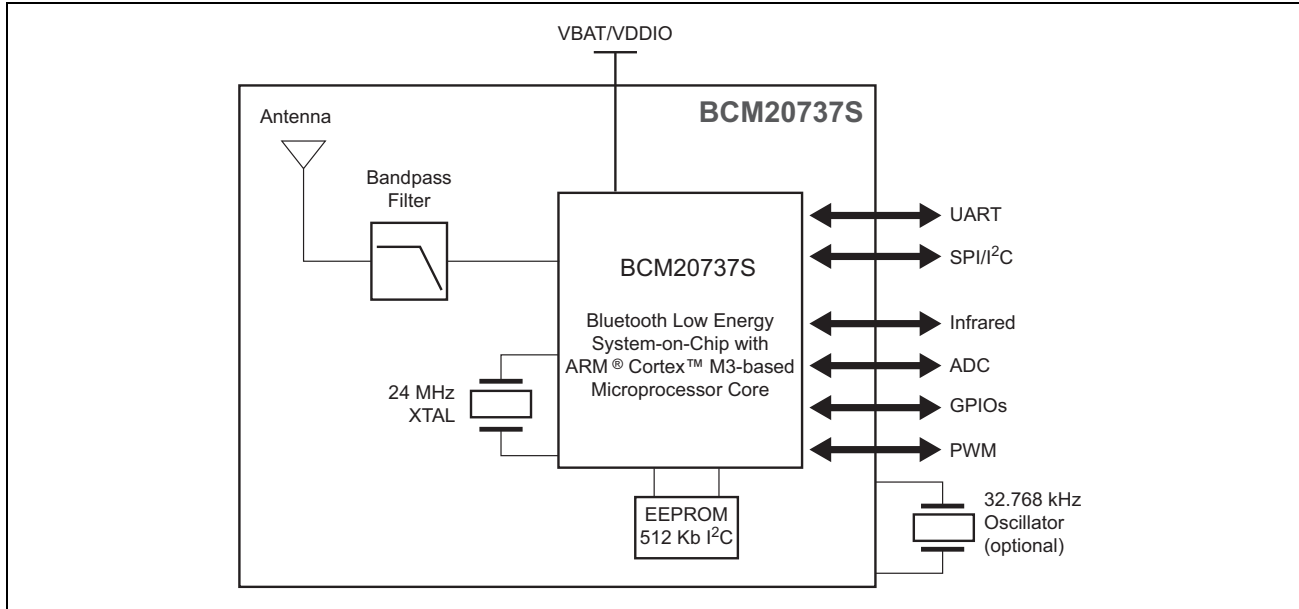 VBAT/VDDIO
BCM20737S
Antenna
Bandpass
Filter
BCM20737S
Bluetooth Low Energy
System-on-Chip with
ARM ® Cortex™ M3-based
Microprocessor Core
24 MHz
XTAL
EEPROM
512 Kb I²C
UART
SPI/I²C
Infrared
ADC
GPIOs
PWM
32.768 kHz
Oscillator
(optional)